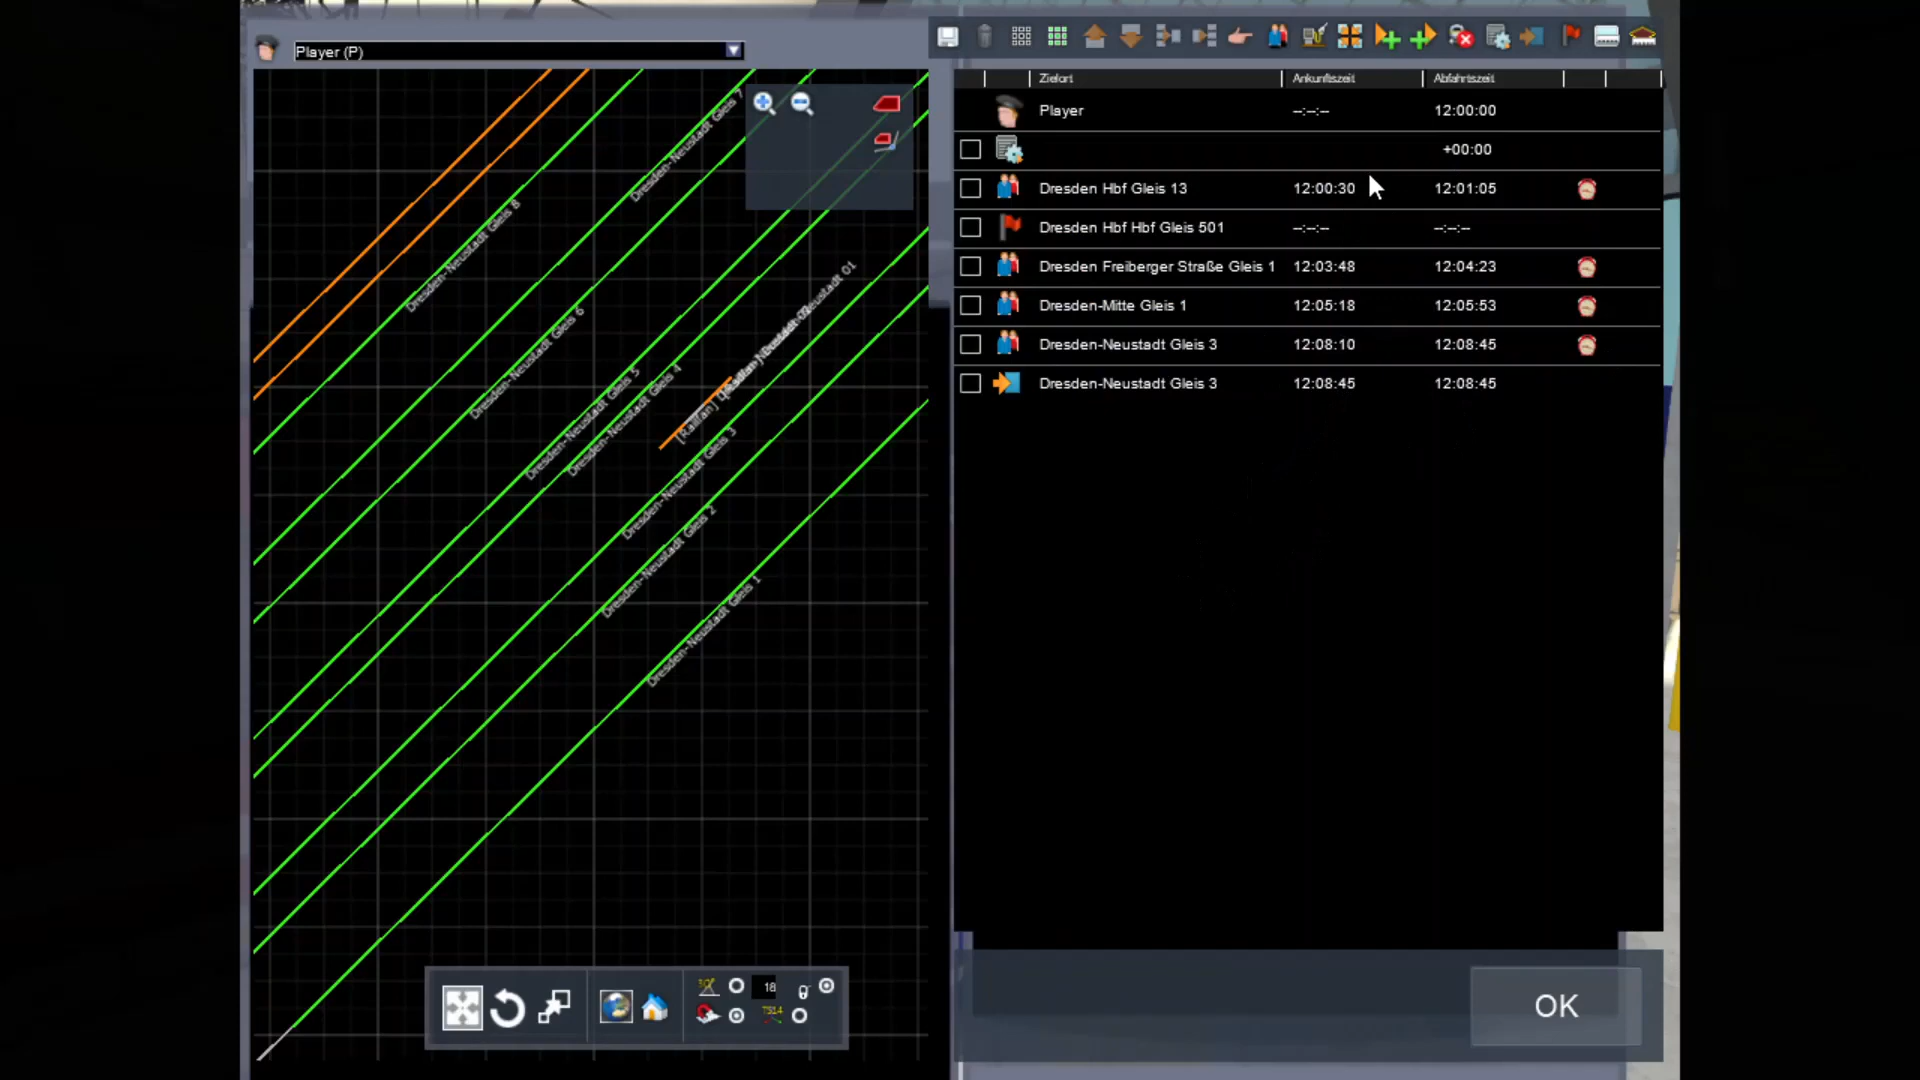 Player (P)
Zielort Ankunftszeit Abfahrtszeit
Player --:--:-- 12:00:00
+00:00
Dresden Hbf Gleis 13 12:00:30 12:01:05
Dresden Hbf Hbf Gleis 501 --:--:-- --:--:--
Dresden Freiberger Straße Gleis 1 12:03:48 12:04:23
Dresden-Mitte Gleis 1 12:05:18 12:05:53
Dresden-Neustadt Gleis 3 12:08:10 12:08:45
Dresden-Neustadt Gleis 3 12:08:45 12:08:45
Dresden-Neustadt Gleis 7
Dresden-Neustadt Gleis 8
Dresden-Neustadt Gleis 6
Dresden-Neustadt Gleis 5
Dresden-Neustadt Gleis 4
[Railfan]
Dresden-Neustadt Gleis 3
Dresden-Neustadt Gleis 2
Dresden-Neustadt Gleis 1
18
TS14
OK